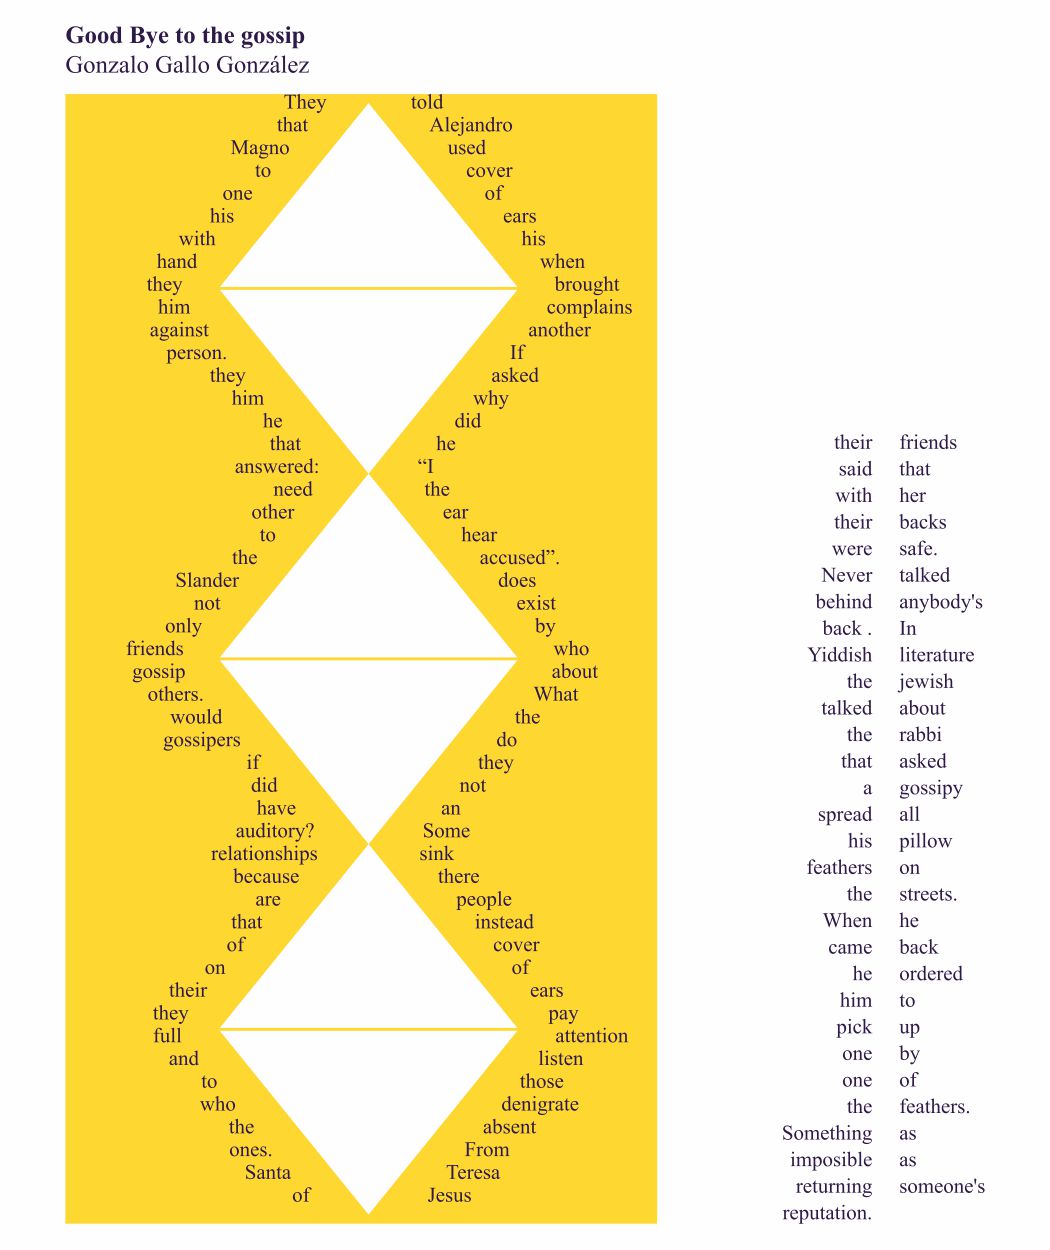 Good Bye to the gossip
Gonzalo Gallo González
They told
that Alejandro
Magno used
to cover
one of
his ears
with his
hand when
they brought
him complains
against another
person. If
they asked
him why
he did
that he
answered: “I
need the
other ear
to hear
the accused”.
Slander does
not exist
only by
friends who
gossip about
others. What
would the
gossipers do
if they
did not
have an
auditory? Some
relationships sink
because there
are people
that instead
of cover
on of
their ears
they pay
full attention
and listen
to those
who denigrate
the absent
ones. From
Santa Teresa
of Jesus
their friends
said that
with her
their backs
were safe.
Never talked
behind anybody's
back . In
Yiddish literature
the jewish
talked about
the rabbi
that asked
a gossipy
spread all
his pillow
feathers on
the streets.
When he
came back
he ordered
him to
pick up
one by
one of
the feathers.
Something as
imposible as
returning someone's
reputation.